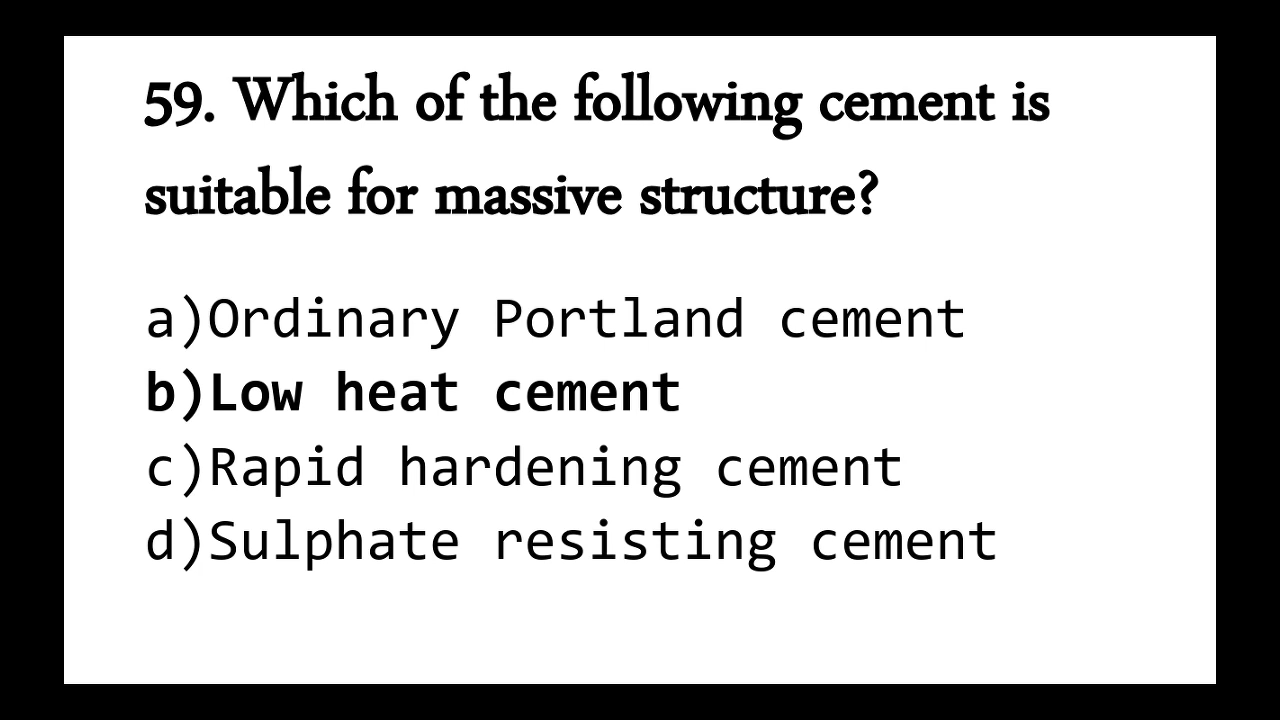 59. Which of the following cement is
suitable for massive structure?
a)Ordinary Portland cement
b)Low heat cement
c)Rapid hardening cement
d)Sulphate resisting cement